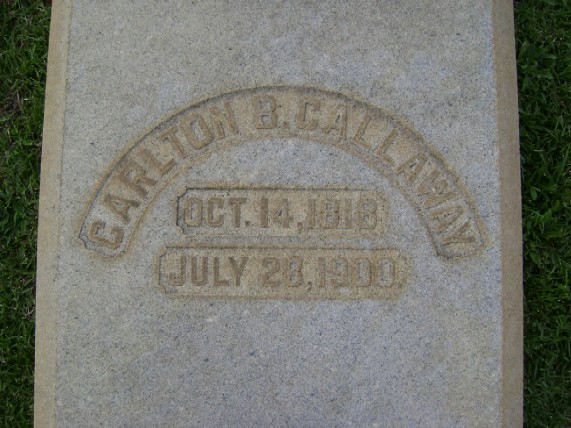 CARLTON B. CALLAWAY
OCT. 14, 1818
JULY 28, 1900.